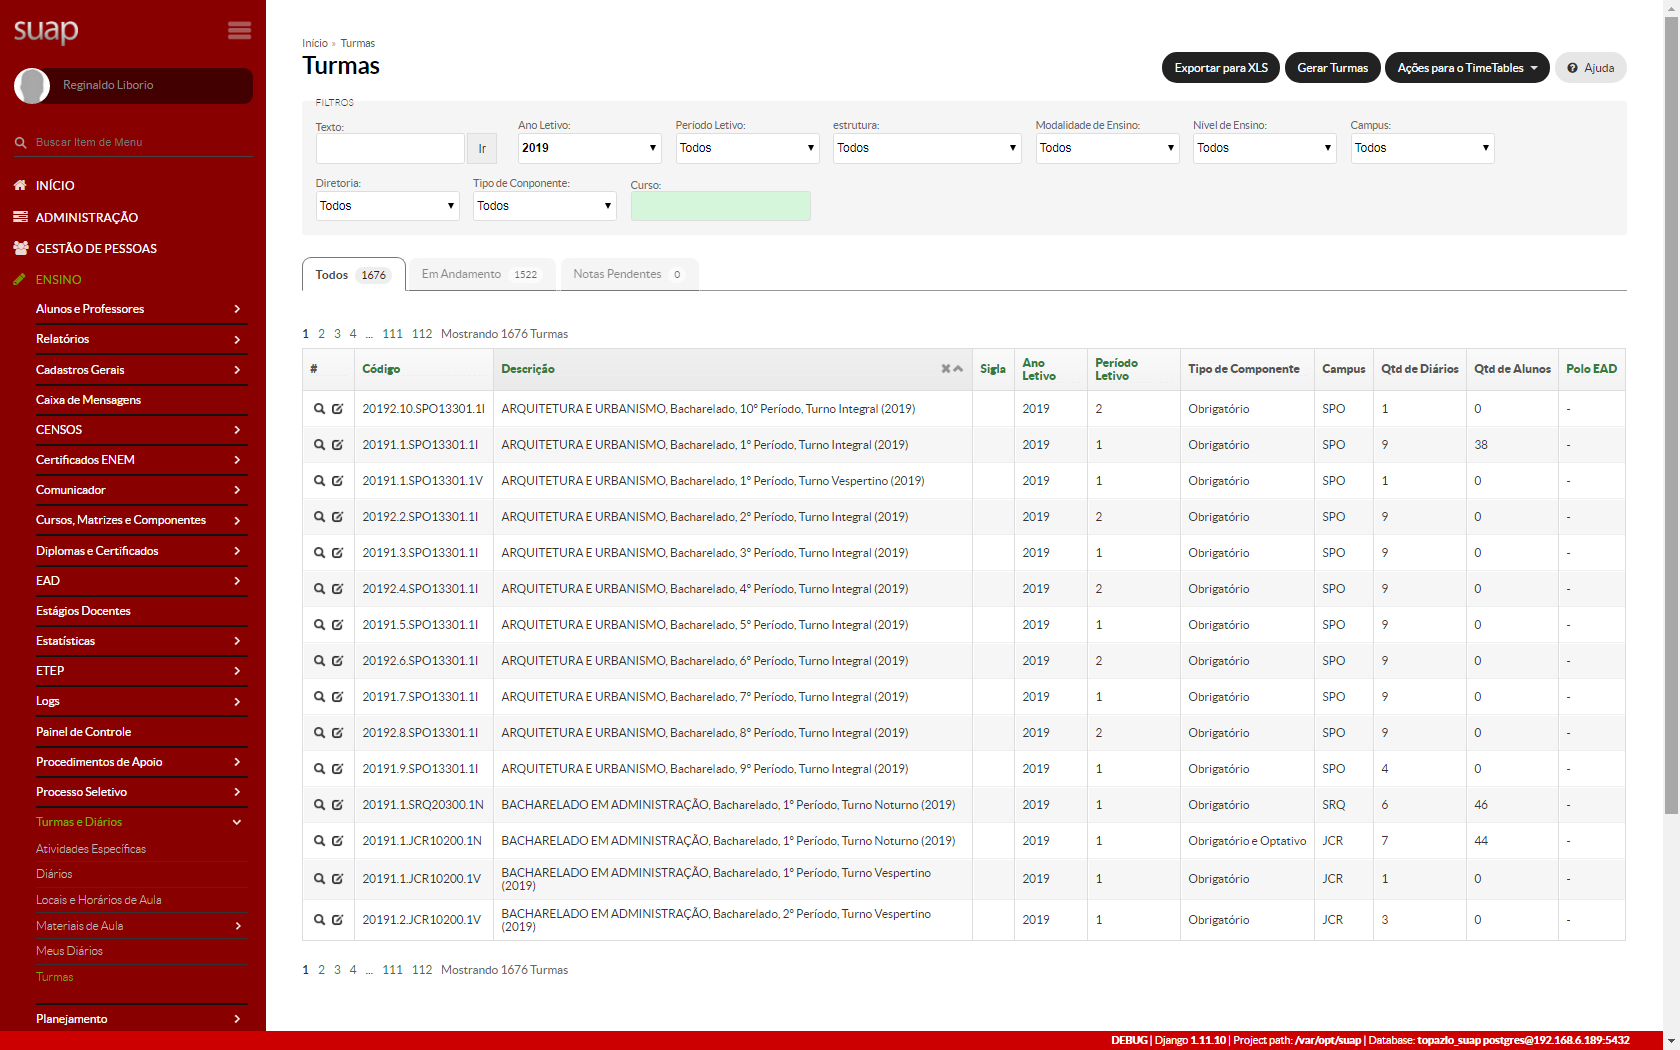 suap
Reginaldo Liborio
Buscar Item de Menu
INÍCIO
ADMINISTRAÇÃO
GESTÃO DE PESSOAS
ENSINO
Alunos e Professores
Relatórios
Cadastros Gerais
Caixa de Mensagens
CENSOS
Certificados ENEM
Comunicador
Cursos, Matrizes e Componentes
Diplomas e Certificados
EAD
Estágios Docentes
Estatísticas
ETEP
Logs
Painel de Controle
Procedimentos de Apoio
Processo Seletivo
Turmas e Diários
Atividades Específicas
Diários
Locais e Horários de Aula
Materiais de Aula
Meus Diários
Turmas
Planejamento
Início » Turmas
Turmas
Exportar para XLS Gerar Turmas Ações para o TimeTables Ajuda
FILTROS
Texto: Ano Letivo: Período Letivo: estrutura: Modalidade de Ensino: Nível de Ensino: Campus:
Ir 2019 Todos Todos Todos Todos Todos
Diretoria: Tipo de Conponente: Curso:
Todos Todos
Todos 1676 Em Andamento 1522 Notas Pendentes 0
1 2 3 4 ... 111 112 Mostrando 1676 Turmas
# Código Descrição Sigla Ano Letivo Período Letivo Tipo de Componente Campus Qtd de Diários Qtd de Alunos Polo EAD
20192.10.SPO13301.1I ARQUITETURA E URBANISMO, Bacharelado, 10º Período, Turno Integral (2019) 2019 2 Obrigatório SPO 1 0 -
20191.1.SPO13301.1I ARQUITETURA E URBANISMO, Bacharelado, 1º Período, Turno Integral (2019) 2019 1 Obrigatório SPO 9 38 -
20191.1.SPO13301.1V ARQUITETURA E URBANISMO, Bacharelado, 1º Período, Turno Vespertino (2019) 2019 1 Obrigatório SPO 1 0 -
20192.2.SPO13301.1I ARQUITETURA E URBANISMO, Bacharelado, 2º Período, Turno Integral (2019) 2019 2 Obrigatório SPO 9 0 -
20191.3.SPO13301.1I ARQUITETURA E URBANISMO, Bacharelado, 3º Período, Turno Integral (2019) 2019 1 Obrigatório SPO 9 0 -
20192.4.SPO13301.1I ARQUITETURA E URBANISMO, Bacharelado, 4º Período, Turno Integral (2019) 2019 2 Obrigatório SPO 9 0 -
20191.5.SPO13301.1I ARQUITETURA E URBANISMO, Bacharelado, 5º Período, Turno Integral (2019) 2019 1 Obrigatório SPO 9 0 -
20192.6.SPO13301.1I ARQUITETURA E URBANISMO, Bacharelado, 6º Período, Turno Integral (2019) 2019 2 Obrigatório SPO 9 0 -
20191.7.SPO13301.1I ARQUITETURA E URBANISMO, Bacharelado, 7º Período, Turno Integral (2019) 2019 1 Obrigatório SPO 9 0 -
20192.8.SPO13301.1I ARQUITETURA E URBANISMO, Bacharelado, 8º Período, Turno Integral (2019) 2019 2 Obrigatório SPO 9 0 -
20191.9.SPO13301.1I ARQUITETURA E URBANISMO, Bacharelado, 9º Período, Turno Integral (2019) 2019 1 Obrigatório SPO 4 0 -
20191.1.SRQ20300.1N BACHARELADO EM ADMINISTRAÇÃO, Bacharelado, 1º Período, Turno Noturno (2019) 2019 1 Obrigatório SRQ 6 46 -
20191.1.JCR10200.1N BACHARELADO EM ADMINISTRAÇÃO, Bacharelado, 1º Período, Turno Noturno (2019) 2019 1 Obrigatório e Optativo JCR 7 44 -
20191.1.JCR10200.1V BACHARELADO EM ADMINISTRAÇÃO, Bacharelado, 1º Período, Turno Vespertino (2019) 2019 1 Obrigatório JCR 1 0 -
20191.2.JCR10200.1V BACHARELADO EM ADMINISTRAÇÃO, Bacharelado, 2º Período, Turno Vespertino (2019) 2019 1 Obrigatório JCR 3 0 -
1 2 3 4 ... 111 112 Mostrando 1676 Turmas
DEBUG | Django 1.11.10 | Project path: /var/opt/suap | Database: topazio_suap postgres@192.168.6.189:5432